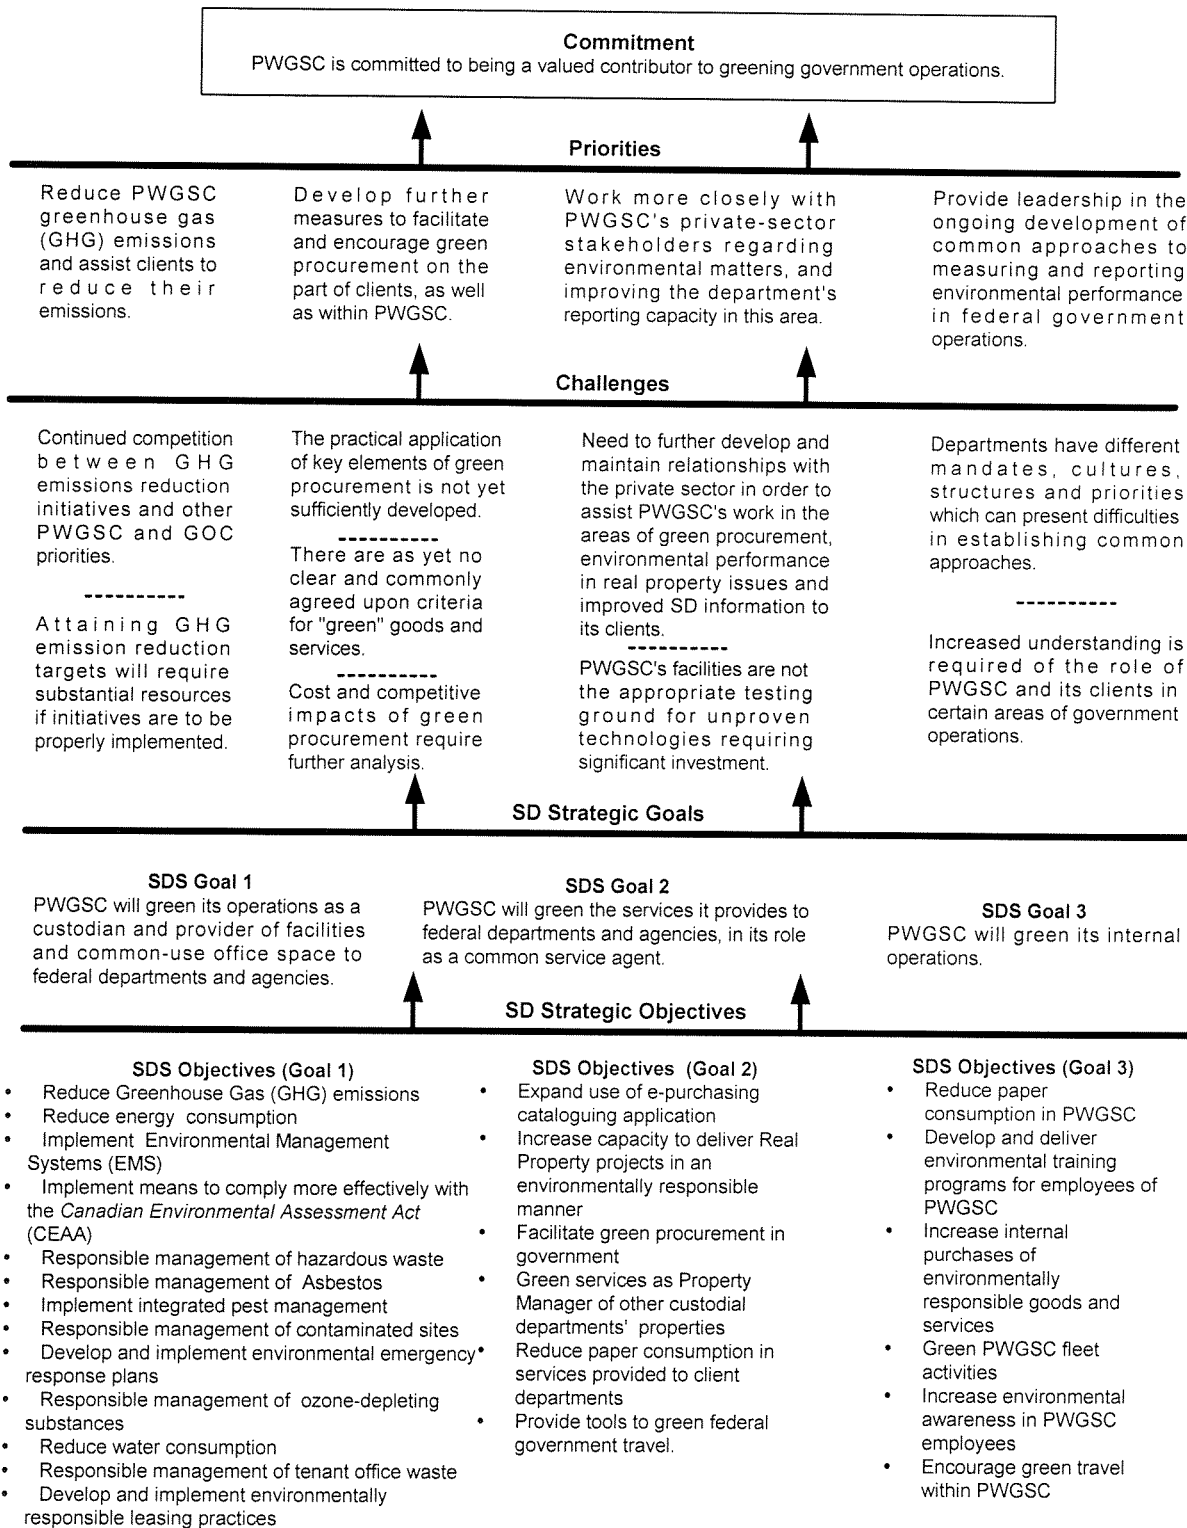 Commitment
PWGSC is committed to being a valued contributor to greening government operations.
Priorities
Reduce PWGSC
greenhouse gas
(GHG) emissions
and assist clients to
reduce their
emissions.
Develop further
measures to facilitate
and encourage green
procurement on the
part of clients, as well
as within PWGSC.
Work more closely with
PWGSC's private-sector
stakeholders regarding
environmental matters, and
improving the department's
reporting capacity in this area.
Provide leadership in the
ongoing development of
common approaches to
measuring and reporting
environmental performance
in federal government
operations.
Challenges
Continued competition
between GHG
emissions reduction
initiatives and other
PWGSC and GOC
priorities.
----------
Attaining GHG
emission reduction
targets will require
substantial resources
if initiatives are to be
properly implemented.
The practical application
of key elements of green
procurement is not yet
sufficiently developed.
----------
There are as yet no
clear and commonly
agreed upon criteria
for "green" goods and
services.
----------
Cost and competitive
impacts of green
procurement require
further analysis.
Need to further develop and
maintain relationships with
the private sector in order to
assist PWGSC's work in the
areas of green procurement,
environmental performance
in real property issues and
improved SD information to
its clients.
----------
PWGSC's facilities are not
the appropriate testing
ground for unproven
technologies requiring
significant investment.
Departments have different
mandates, cultures,
structures and priorities
which can present difficulties
in establishing common
approaches.
----------
Increased understanding is
required of the role of
PWGSC and its clients in
certain areas of government
operations.
SD Strategic Goals
SDS Goal 1
PWGSC will green its operations as a
custodian and provider of facilities
and common-use office space to
federal departments and agencies.
SDS Goal 2
PWGSC will green the services it provides to
federal departments and agencies, in its role
as a common service agent.
SDS Goal 3
PWGSC will green its internal
operations.
SD Strategic Objectives
SDS Objectives (Goal 1)
• Reduce Greenhouse Gas (GHG) emissions
• Reduce energy consumption
• Implement Environmental Management
Systems (EMS)
• Implement means to comply more effectively with
the Canadian Environmental Assessment Act
(CEAA)
• Responsible management of hazardous waste
• Responsible management of Asbestos
• Implement integrated pest management
• Responsible management of contaminated sites
• Develop and implement environmental emergency
response plans
• Responsible management of ozone-depleting
substances
• Reduce water consumption
• Responsible management of tenant office waste
• Develop and implement environmentally
responsible leasing practices
SDS Objectives (Goal 2)
• Expand use of e-purchasing
cataloguing application
• Increase capacity to deliver Real
Property projects in an
environmentally responsible
manner
• Facilitate green procurement in
government
• Green services as Property
Manager of other custodial
departments' properties
• Reduce paper consumption in
services provided to client
departments
• Provide tools to green federal
government travel.
SDS Objectives (Goal 3)
• Reduce paper
consumption in PWGSC
• Develop and deliver
environmental training
programs for employees of
PWGSC
• Increase internal
purchases of
environmentally
responsible goods and
services
• Green PWGSC fleet
activities
• Increase environmental
awareness in PWGSC
employees
• Encourage green travel
within PWGSC